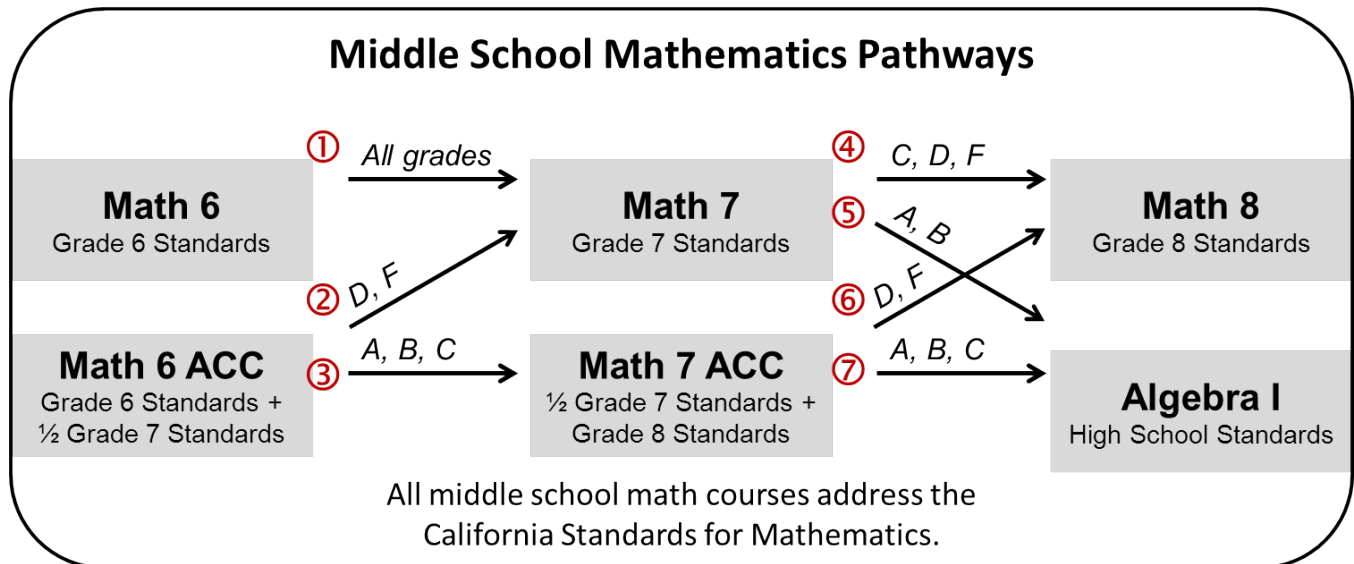 Middle School Mathematics Pathways
① All grades
④ C, D, F
Math 6
Grade 6 Standards
Math 7
Grade 7 Standards
Math 8
Grade 8 Standards
⑤ A, B
② D, F
⑥ D, F
③ A, B, C
⑦ A, B, C
Math 6 ACC
Grade 6 Standards +
½ Grade 7 Standards
Math 7 ACC
½ Grade 7 Standards +
Grade 8 Standards
Algebra I
High School Standards
All middle school math courses address the
California Standards for Mathematics.